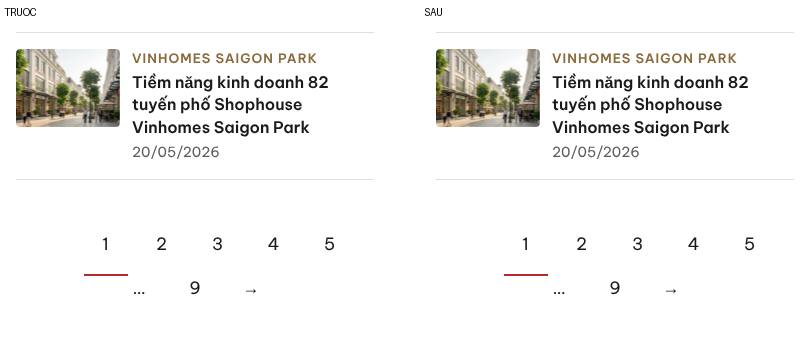 TRUOC
VINHOMES SAIGON PARK
Tiềm năng kinh doanh 82
tuyến phố Shophouse
Vinhomes Saigon Park
20/05/2026
1 2 3 4 5
... 9 →
SAU
VINHOMES SAIGON PARK
Tiềm năng kinh doanh 82
tuyến phố Shophouse
Vinhomes Saigon Park
20/05/2026
1 2 3 4 5
... 9 →